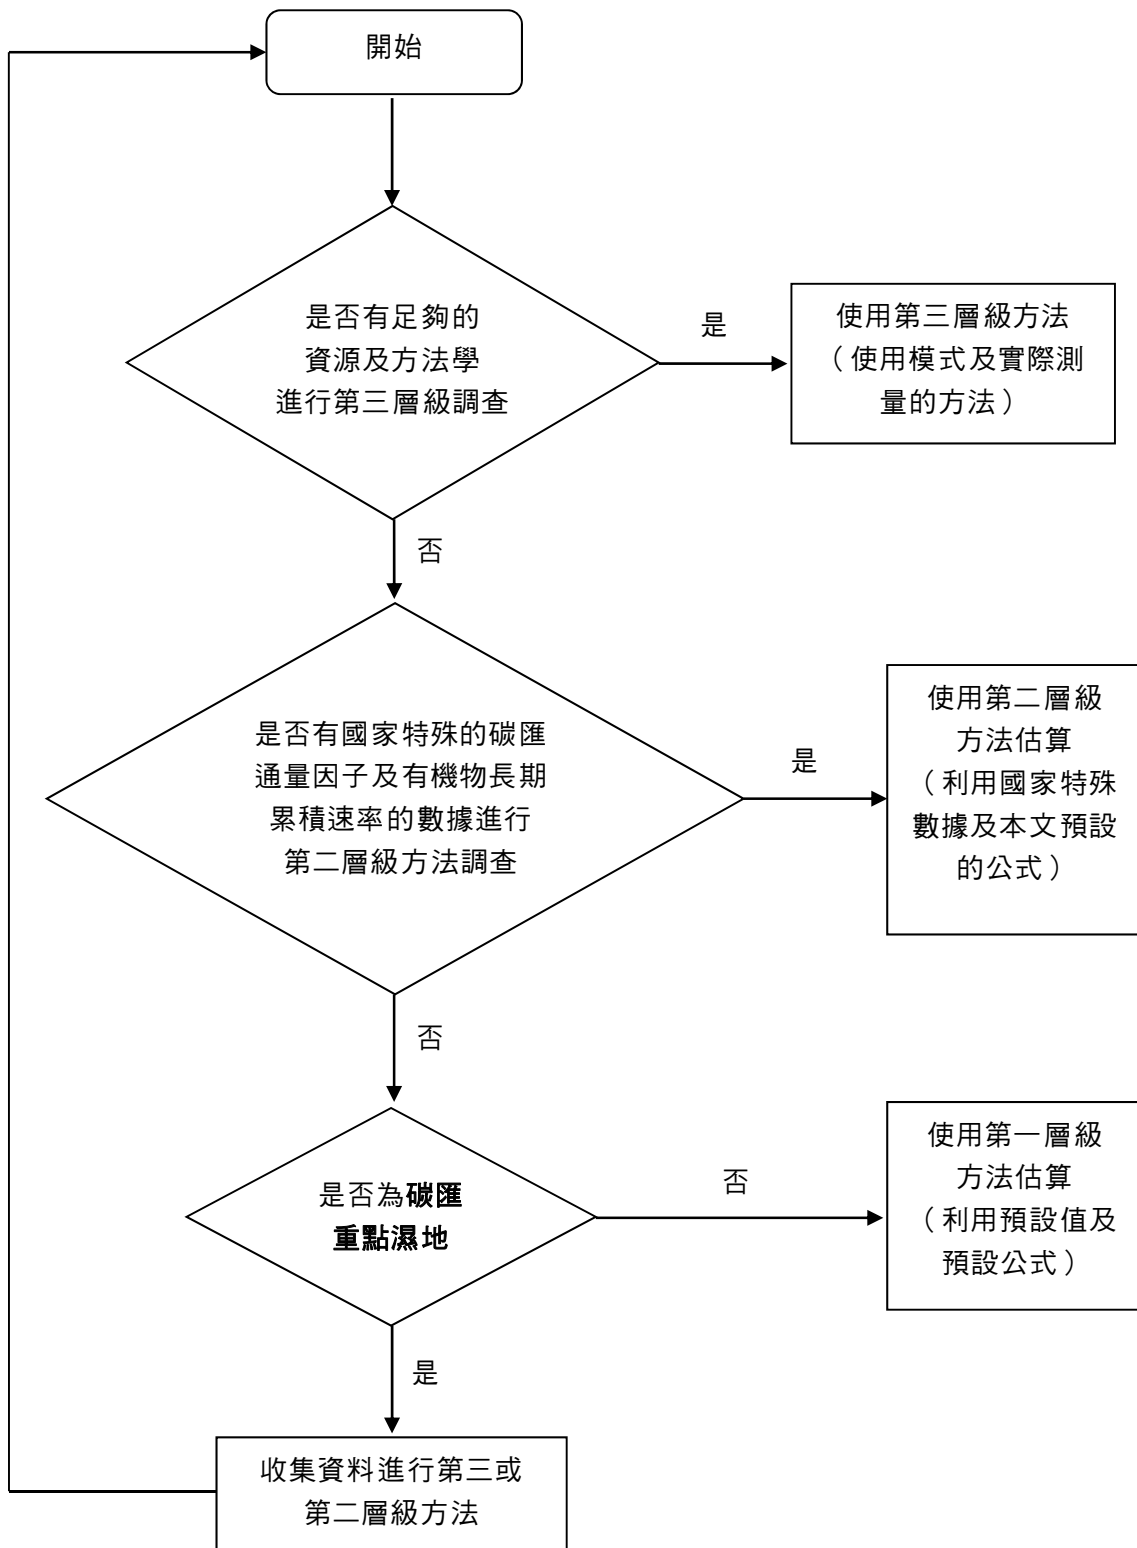 開始
是否有足夠的
資源及方法學
進行第三層級調查
是
使用第三層級方法
（使用模式及實際測
量的方法）
否
是否有國家特殊的碳匯
通量因子及有機物長期
累積速率的數據進行
第二層級方法調查
是
使用第二層級
方法估算
（利用國家特殊
數據及本文預設
的公式）
否
是否為碳匯
重點濕地
否
使用第一層級
方法估算
（利用預設值及
預設公式）
是
收集資料進行第三或
第二層級方法